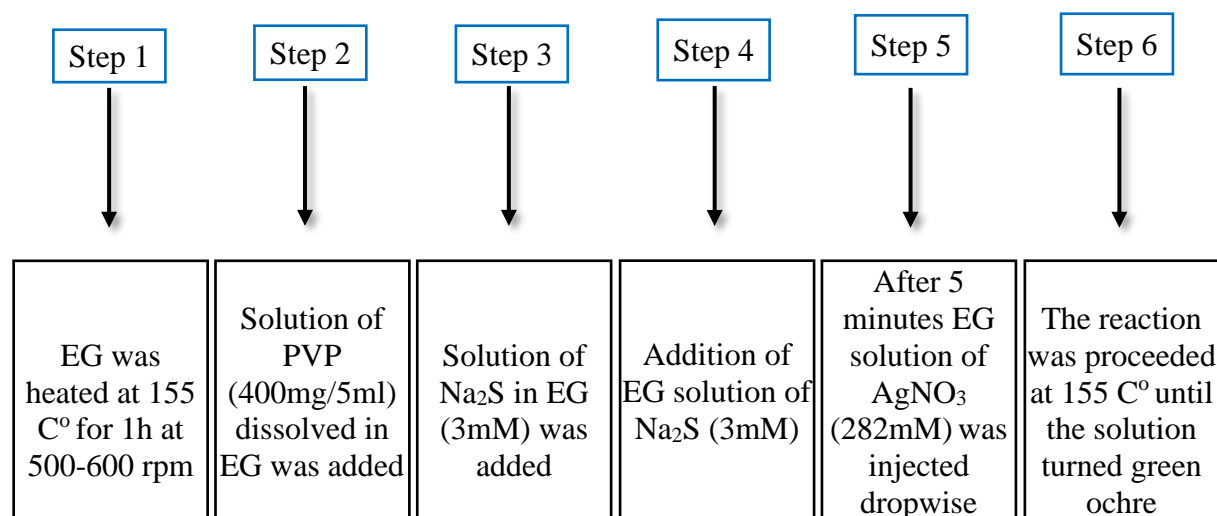 Step 1
Step 2
Step 3
Step 4
Step 5
Step 6
EG was
heated at 155
Cº for 1h at
500-600 rpm
Solution of
PVP
(400mg/5ml)
dissolved in
EG was added
Solution of
Na₂S in EG
(3mM) was
added
Addition of
EG solution of
Na₂S (3mM)
After 5
minutes EG
solution of
AgNO₃
(282mM) was
injected
dropwise
The reaction
was proceeded
at 155 Cº until
the solution
turned green
ochre